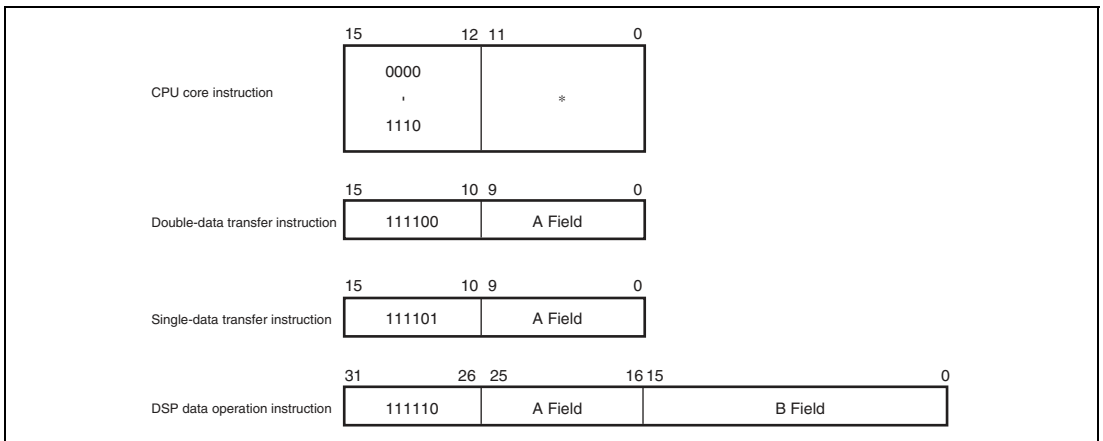 15 12 11 0
CPU core instruction
0000
'
1110
*
15 10 9 0
Double-data transfer instruction 111100 A Field
15 10 9 0
Single-data transfer instruction 111101 A Field
31 26 25 16 15 0
DSP data operation instruction 111110 A Field B Field